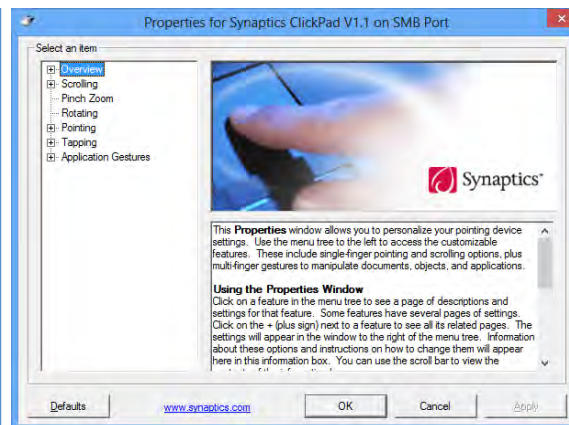 Properties for Synaptics ClickPad V1.1 on SMB Port
Select an item
Overview
Scrolling
Pinch Zoom
Rotating
Pointing
Tapping
Application Gestures
Synaptics
This Properties window allows you to personalize your pointing device
settings. Use the menu tree to the left to access the customizable
features. These include single-finger pointing and scrolling options, plus
multi-finger gestures to manipulate documents, objects, and applications.
Using the Properties Window
Click on a feature in the menu tree to see a page of descriptions and
settings for that feature. Some features have several pages of settings.
Click on the + (plus sign) next to a feature to see all its related pages. The
settings will appear in the window to the right of the menu tree. Information
about these options and instructions on how to change them will appear
here in this information box. You can use the scroll bar to view the
Defaults
www.synaptics.com
OK
Cancel
Apply